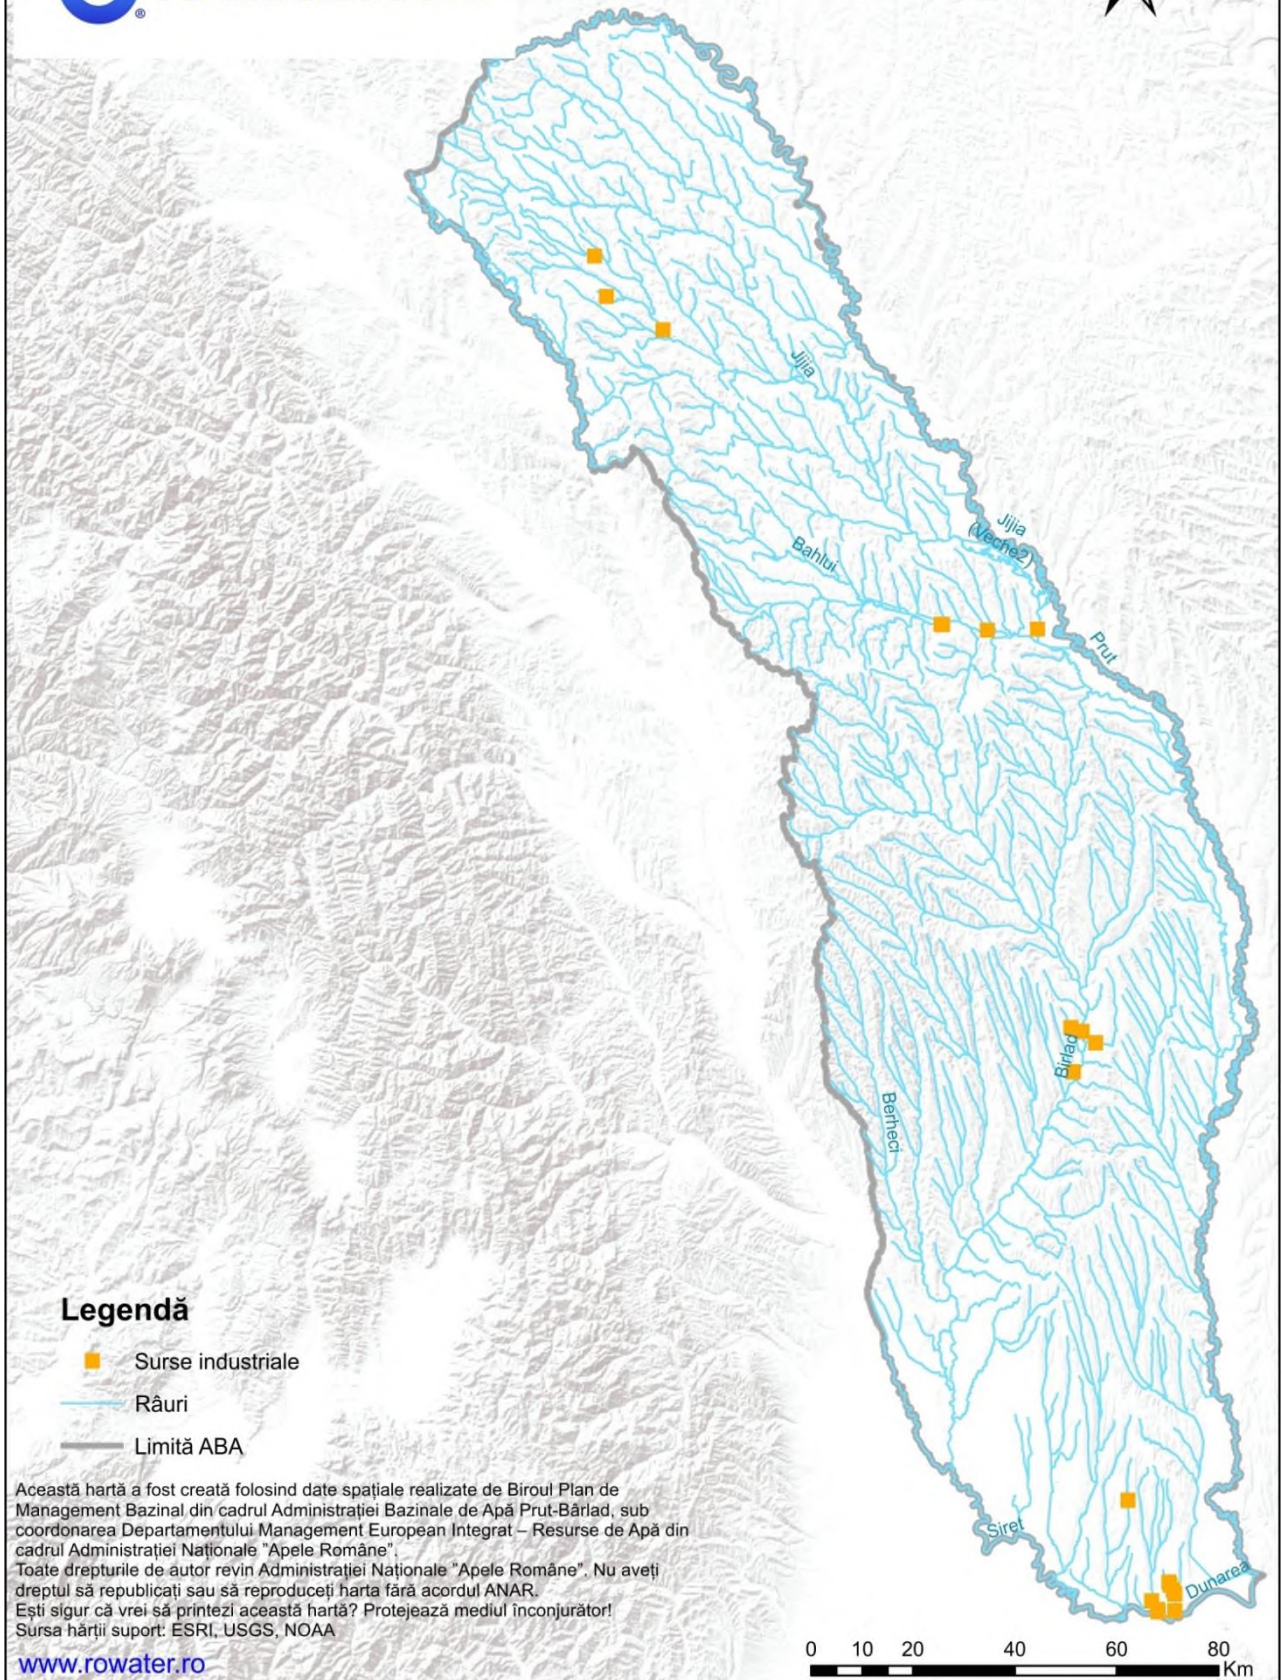 ®
Jijia
Jijia
(Veche2)
Bahlui
Prut
Birlad
Berheci
Legendă
Surse industriale
Râuri
Limită ABA
Această hartă a fost creată folosind date spațiale realizate de Biroul Plan de
Management Bazinal din cadrul Administrației Bazinale de Apă Prut-Bârlad, sub
coordonarea Departamentului Management European Integrat – Resurse de Apă din
cadrul Administrației Naționale "Apele Române".
Toate drepturile de autor revin Administrației Naționale "Apele Române". Nu aveți
dreptul să republicați sau să reproduceți harta fără acordul ANAR.
Ești sigur că vrei să printezi această hartă? Protejează mediul înconjurător!
Sursa hărții suport: ESRI, USGS, NOAA
www.rowater.ro
Siret
Dunarea
0 10 20 40 60 80
Km